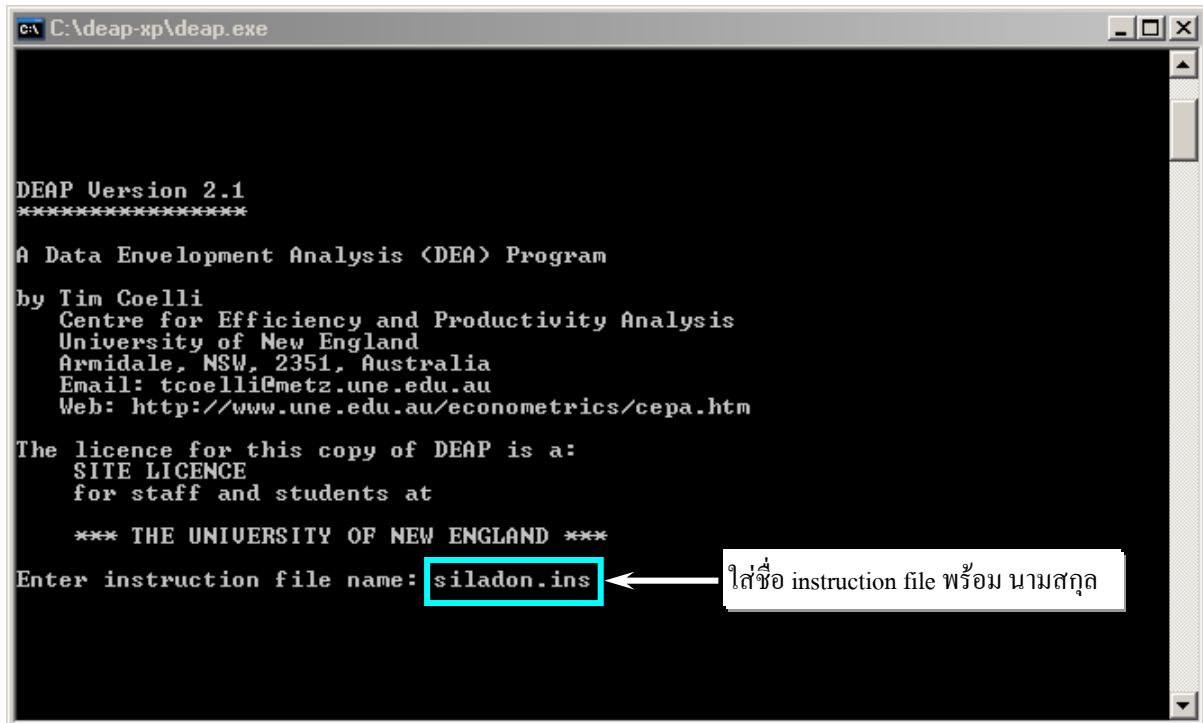 C:\deap-xp\deap.exe
DEAP Version 2.1
****************
A Data Envelopment Analysis (DEA) Program
by Tim Coelli
Centre for Efficiency and Productivity Analysis
University of New England
Armidale, NSW, 2351, Australia
Email: tcoelli@metz.une.edu.au
Web: http://www.une.edu.au/econometrics/cepa.htm
The licence for this copy of DEAP is a:
SITE LICENCE
for staff and students at
*** THE UNIVERSITY OF NEW ENGLAND ***
Enter instruction file name: siladon.ins
ใส่ชื่อ instruction file พร้อม นามสกุล